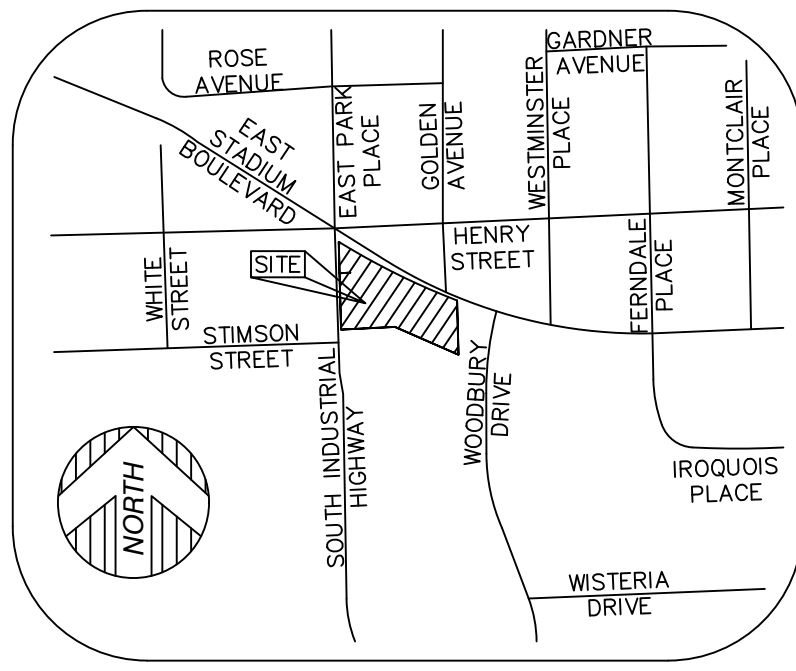 ROSE
AVENUE
GARDNER
AVENUE
EAST
STADIUM
BOULEVARD
EAST PARK
PLACE
GOLDEN
AVENUE
WESTMINSTER
PLACE
MONTCLAIR
PLACE
HENRY
STREET
SITE
WHITE
STREET
FERNDALE
PLACE
STIMSON
STREET
SOUTH INDUSTRIAL
HIGHWAY
WOODBURY
DRIVE
IROQUOIS
PLACE
NORTH
WISTERIA
DRIVE